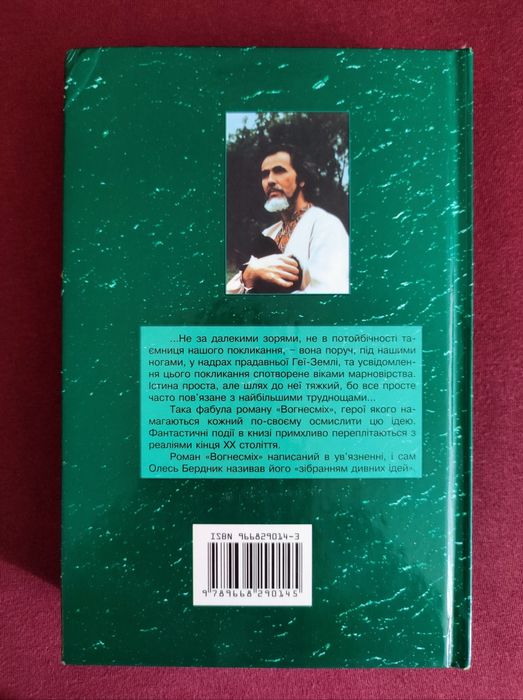 ...Не за далекими зорями, не в потойбічності та-
ємниця нашого покликання, – вона поруч, під нашими
ногами, у надрах прадавньої Геї-Землі, та усвідомлен-
ня цього покликання спотворене віками марновірства.
Істина проста, але шлях до неї тяжкий, бо все просте
часто пов'язане з найбільшими труднощами...
Така фабула роману «Вогнесміх», герої якого на-
магаються кожний по-своєму осмислити цю ідею.
Фантастичні події в книзі примхливо переплітаються з
реаліями кінця XX століття.
Роман «Вогнесміх» написаний в ув'язненні, і сам
Олесь Бердник називав його «зібранням дивних ідей».
ISBN 966829014-3
9 789668 290145